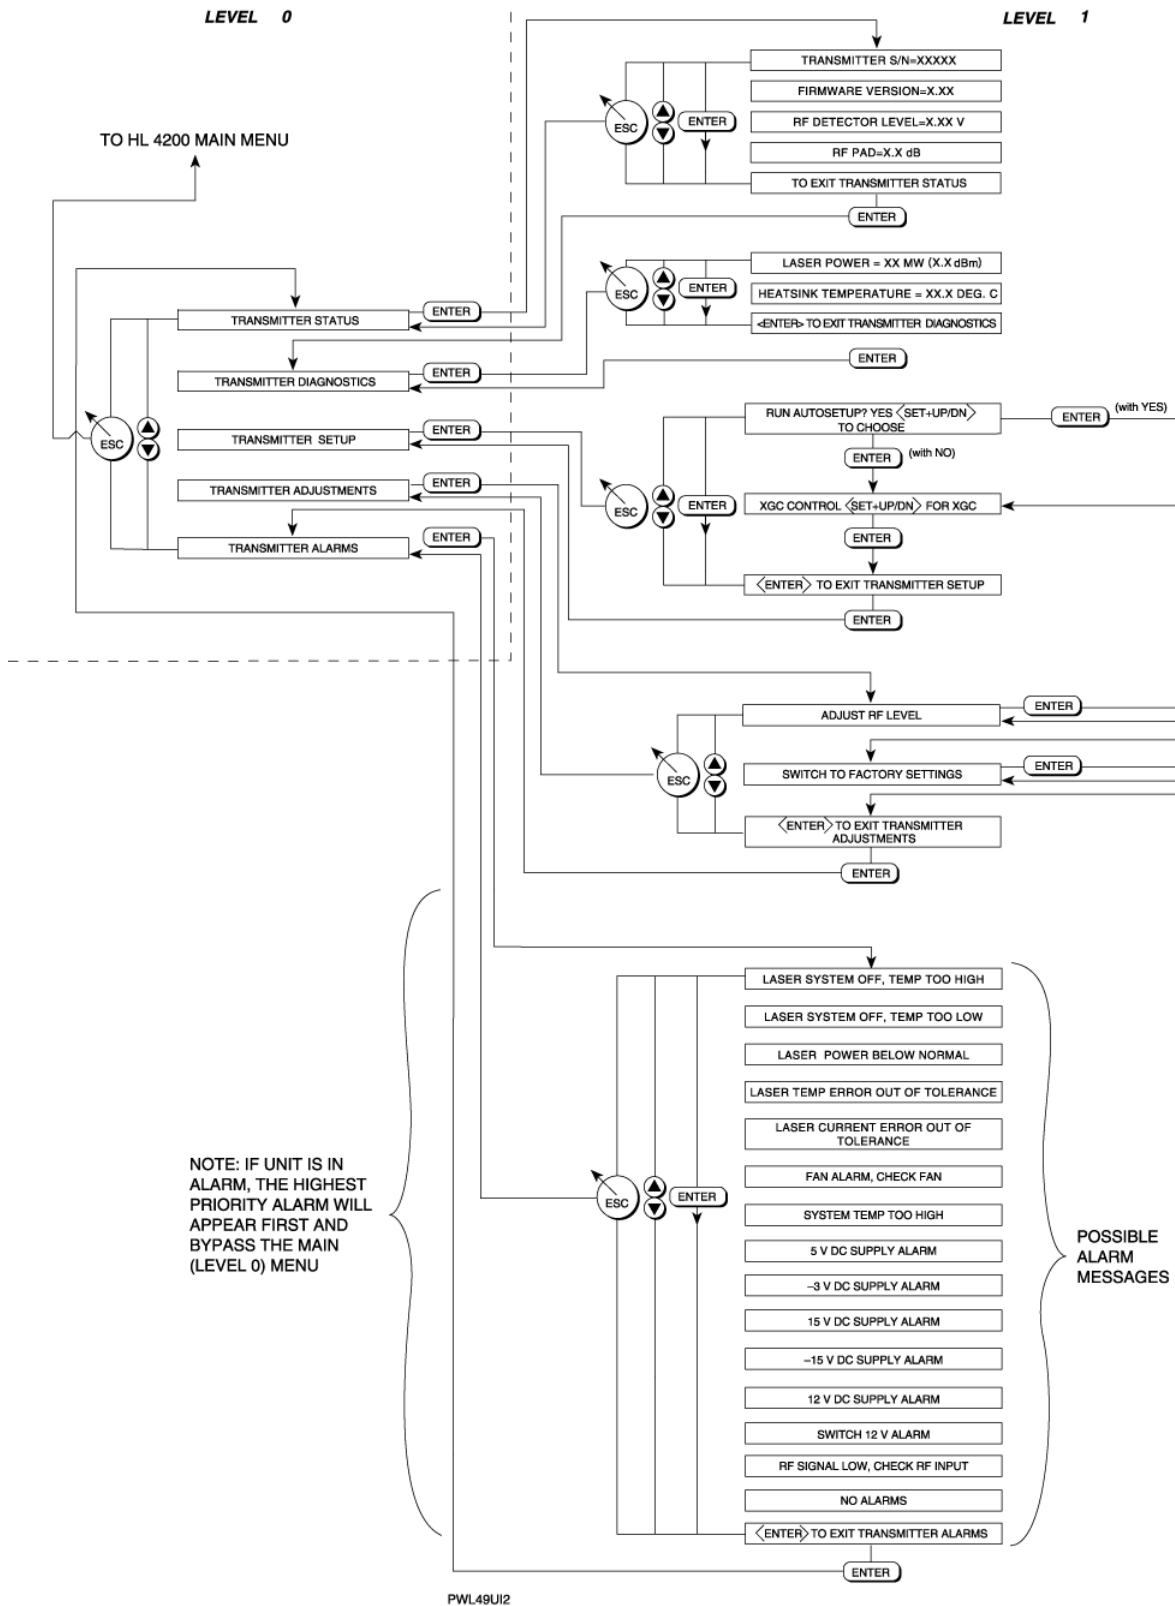 LEVEL 0
LEVEL 1
TRANSMITTER S/N=XXXXX
FIRMWARE VERSION=X.XX
RF DETECTOR LEVEL=X.XX V
RF PAD=X.X dB
TO EXIT TRANSMITTER STATUS
ESC
ENTER
ENTER
TO HL 4200 MAIN MENU
LASER POWER = XX MW (X.X dBm)
HEATSINK TEMPERATURE = XX.X DEG. C
<ENTER> TO EXIT TRANSMITTER DIAGNOSTICS
ESC
ENTER
ENTER
TRANSMITTER STATUS
ENTER
TRANSMITTER DIAGNOSTICS
ENTER
TRANSMITTER SETUP
ENTER
TRANSMITTER ADJUSTMENTS
ENTER
TRANSMITTER ALARMS
ENTER
ESC
RUN AUTOSETUP? YES <SET+UP/DN>
TO CHOOSE
ENTER
(with YES)
ENTER
(with NO)
ESC
ENTER
XGC CONTROL <SET+UP/DN> FOR XGC
ENTER
<ENTER> TO EXIT TRANSMITTER SETUP
ENTER
ADJUST RF LEVEL
ENTER
ESC
SWITCH TO FACTORY SETTINGS
ENTER
<ENTER> TO EXIT TRANSMITTER
ADJUSTMENTS
ENTER
LASER SYSTEM OFF, TEMP TOO HIGH
LASER SYSTEM OFF, TEMP TOO LOW
LASER POWER BELOW NORMAL
LASER TEMP ERROR OUT OF TOLERANCE
LASER CURRENT ERROR OUT OF
TOLERANCE
FAN ALARM, CHECK FAN
SYSTEM TEMP TOO HIGH
5 V DC SUPPLY ALARM
–3 V DC SUPPLY ALARM
15 V DC SUPPLY ALARM
–15 V DC SUPPLY ALARM
12 V DC SUPPLY ALARM
SWITCH 12 V ALARM
RF SIGNAL LOW, CHECK RF INPUT
NO ALARMS
<ENTER> TO EXIT TRANSMITTER ALARMS
ENTER
ESC
ENTER
NOTE: IF UNIT IS IN
ALARM, THE HIGHEST
PRIORITY ALARM WILL
APPEAR FIRST AND
BYPASS THE MAIN
(LEVEL 0) MENU
POSSIBLE
ALARM
MESSAGES
PWL49UI2